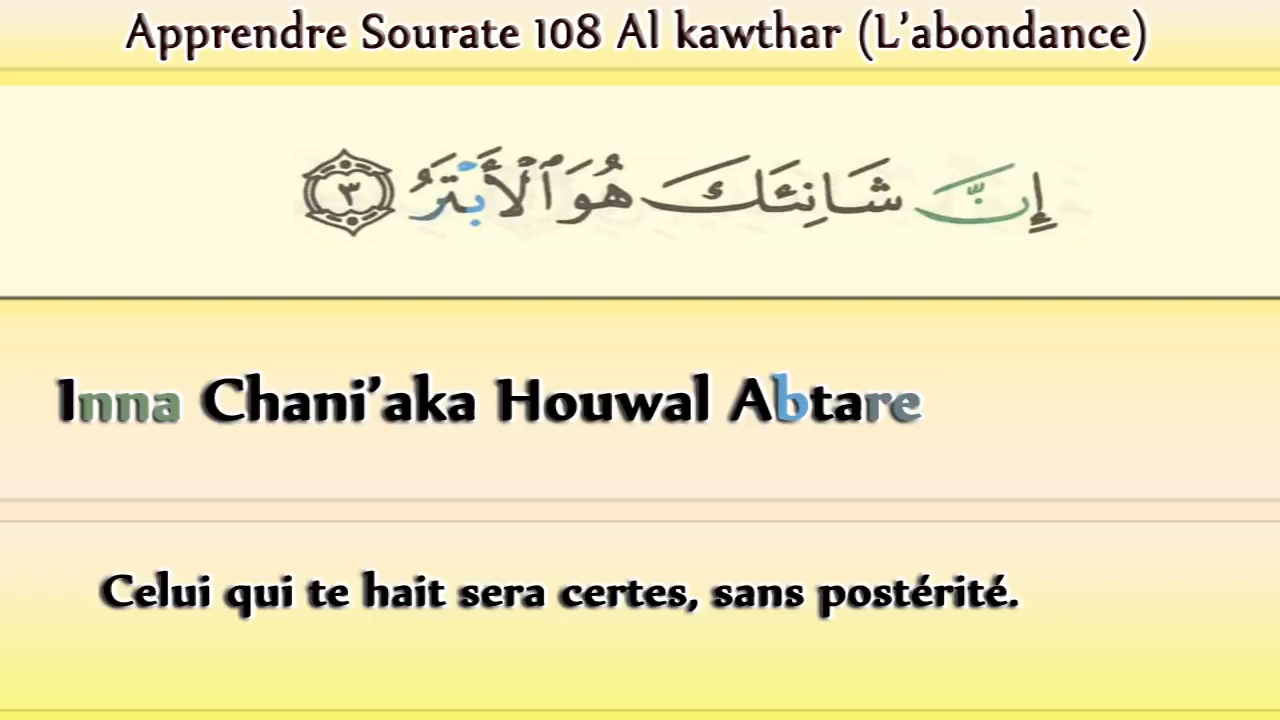 Apprendre Sourate 108 Al kawthar (L’abondance)
إِنَّ شَانِئَكَ هُوَ ٱلْأَبْتَرُ ٣
Inna Chani’aka Houwal Abtare
Celui qui te hait sera certes, sans postérité.